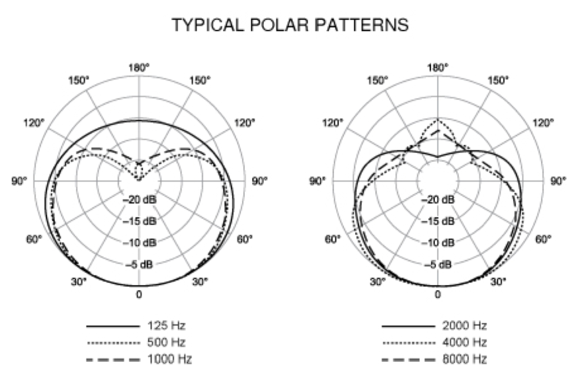 TYPICAL POLAR PATTERNS
180° 180°
150° 150° 150° 150°
120° 120° 120° 120°
90° 90° 90° 90°
–20 dB –20 dB
–15 dB –15 dB
60° 60° 60° 60°
–10 dB –10 dB
–5 dB –5 dB
30° 30° 30° 30°
0 0
125 Hz 2000 Hz
500 Hz 4000 Hz
1000 Hz 8000 Hz